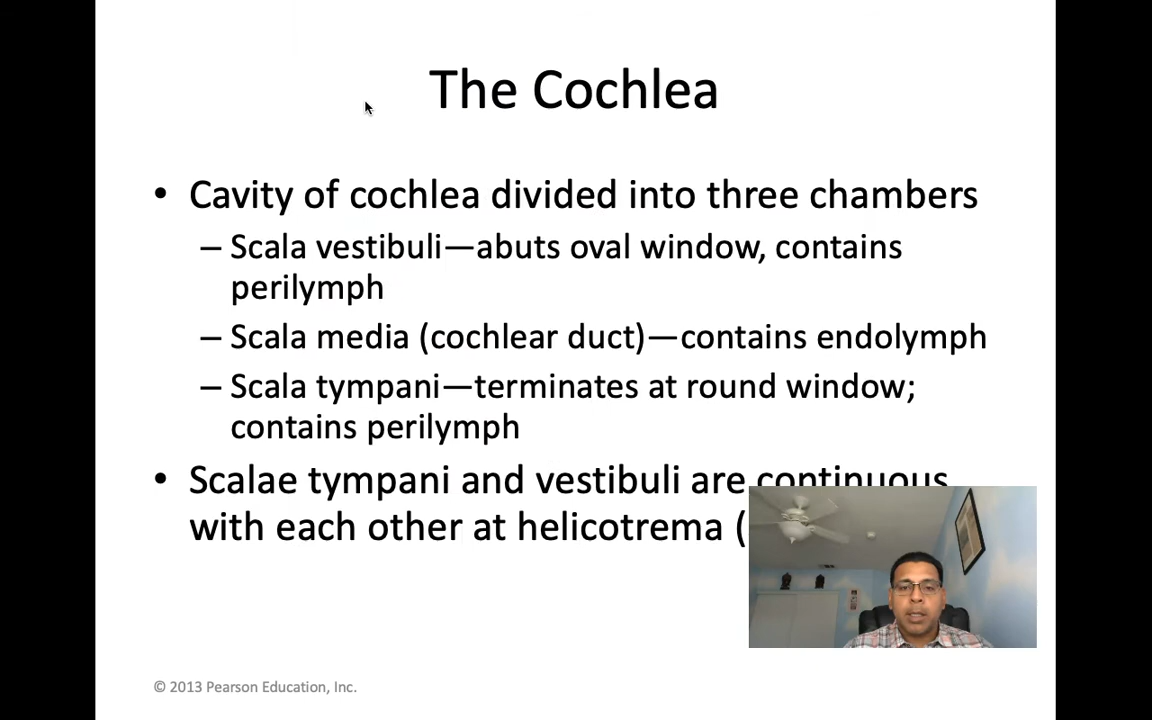 The Cochlea
• Cavity of cochlea divided into three chambers
– Scala vestibuli—abuts oval window, contains
perilymph
– Scala media (cochlear duct)—contains endolymph
– Scala tympani—terminates at round window;
contains perilymph
• Scalae tympani and vestibuli are continuous
with each other at helicotrema (
© 2013 Pearson Education, Inc.